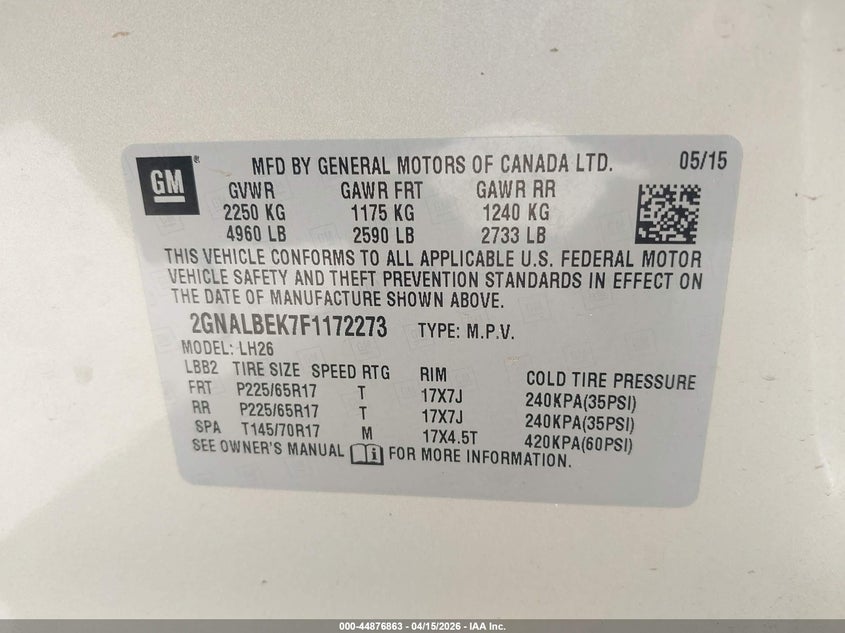 GM® MFD BY GENERAL MOTORS OF CANADA LTD. 05/15
GVWR GAWR FRT GAWR RR
2250 KG 1175 KG 1240 KG
4960 LB 2590 LB 2733 LB
THIS VEHICLE CONFORMS TO ALL APPLICABLE U.S. FEDERAL MOTOR
VEHICLE SAFETY AND THEFT PREVENTION STANDARDS IN EFFECT ON
THE DATE OF MANUFACTURE SHOWN ABOVE.
2GNALBEK7F1172273 TYPE: M.P.V.
MODEL: LH26
LBB2 TIRE SIZE SPEED RTG RIM COLD TIRE PRESSURE
FRT P225/65R17 T 17X7J 240KPA(35PSI)
RR P225/65R17 T 17X7J 240KPA(35PSI)
SPA T145/70R17 M 17X4.5T 420KPA(60PSI)
SEE OWNER'S MANUAL i FOR MORE INFORMATION.
000-44876863 - 04/15/2026 - IAA Inc.